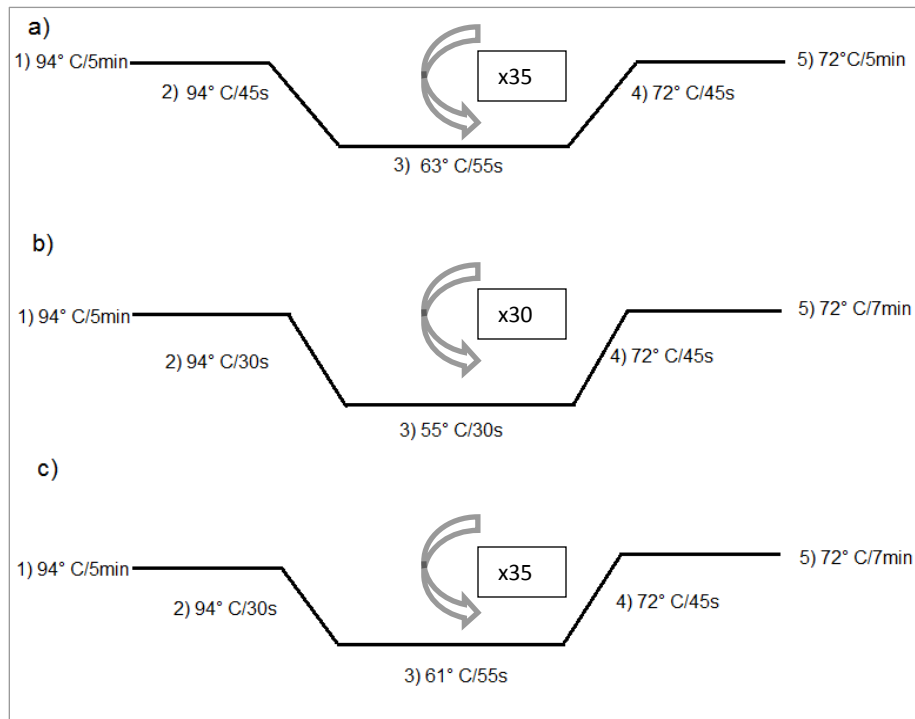 a)
1) 94° C/5min
2) 94° C/45s
x35
3) 63° C/55s
4) 72° C/45s
5) 72°C/5min
b)
1) 94° C/5min
2) 94° C/30s
x30
3) 55° C/30s
4) 72° C/45s
5) 72° C/7min
c)
1) 94° C/5min
2) 94° C/30s
x35
3) 61° C/55s
4) 72° C/45s
5) 72° C/7min